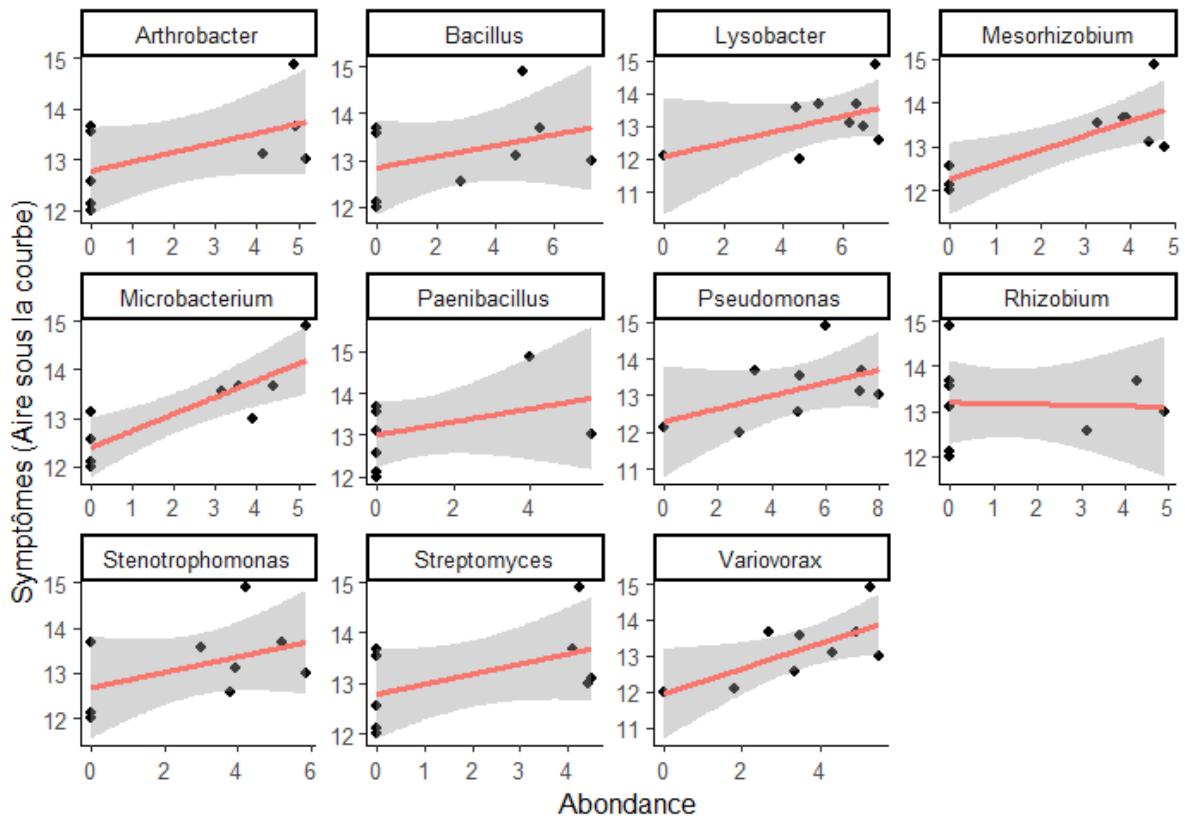 Symptômes (Aire sous la courbe)
Arthrobacter
15
14
13
12
0 1 2 3 4 5
Bacillus
15
14
13
12
0 2 4 6
Lysobacter
15
14
13
12
11
0 2 4 6
Mesorhizobium
15
14
13
12
0 1 2 3 4 5
Microbacterium
15
14
13
12
0 1 2 3 4 5
Paenibacillus
15
14
13
12
0 2 4
Pseudomonas
15
14
13
12
11
0 2 4 6 8
Rhizobium
15
14
13
12
0 1 2 3 4 5
Stenotrophomonas
15
14
13
12
0 2 4 6
Streptomyces
15
14
13
12
0 1 2 3 4
Variovorax
15
14
13
12
11
0 2 4
Abondance